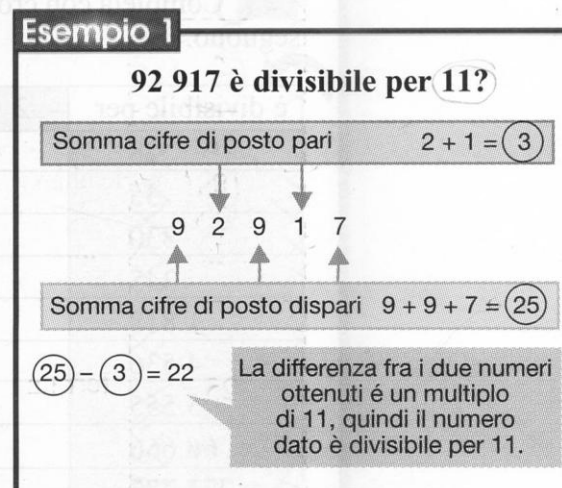 Esempio 1
92 917 è divisibile per 11?
Somma cifre di posto pari 2 + 1 = 3
9 2 9 1 7
Somma cifre di posto dispari 9 + 9 + 7 = 25
25 – 3 = 22
La differenza fra i due numeri
ottenuti é un multiplo
di 11, quindi il numero
dato è divisibile per 11.